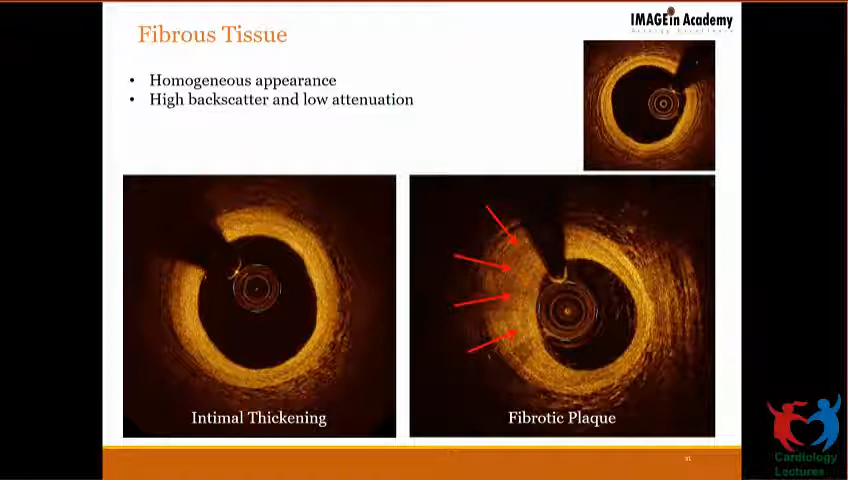 IMAGEin Academy
Fibrous Tissue
• Homogeneous appearance
• High backscatter and low attenuation
Intimal Thickening
Fibrotic Plaque
Cardiology
Lectures